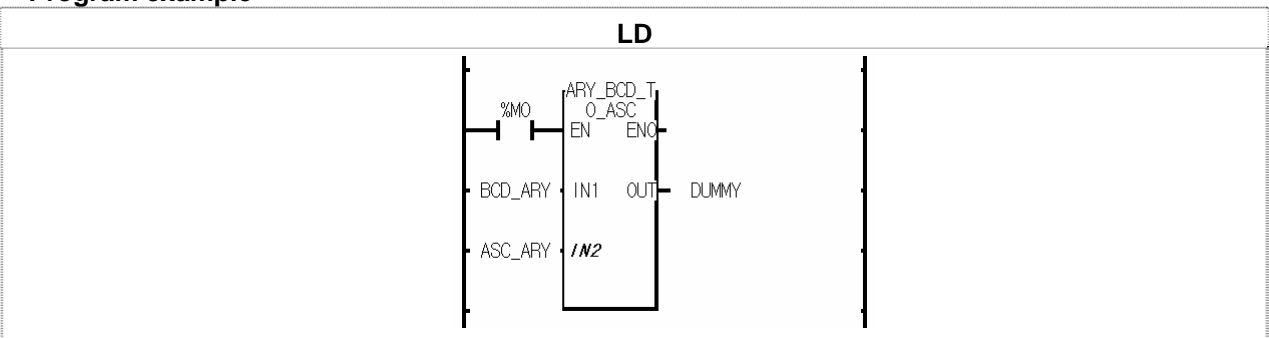 Program example
LD
%M0
ARY_BCD_T
O_ASC
EN ENO
BCD_ARY IN1 OUT DUMMY
ASC_ARY IN2